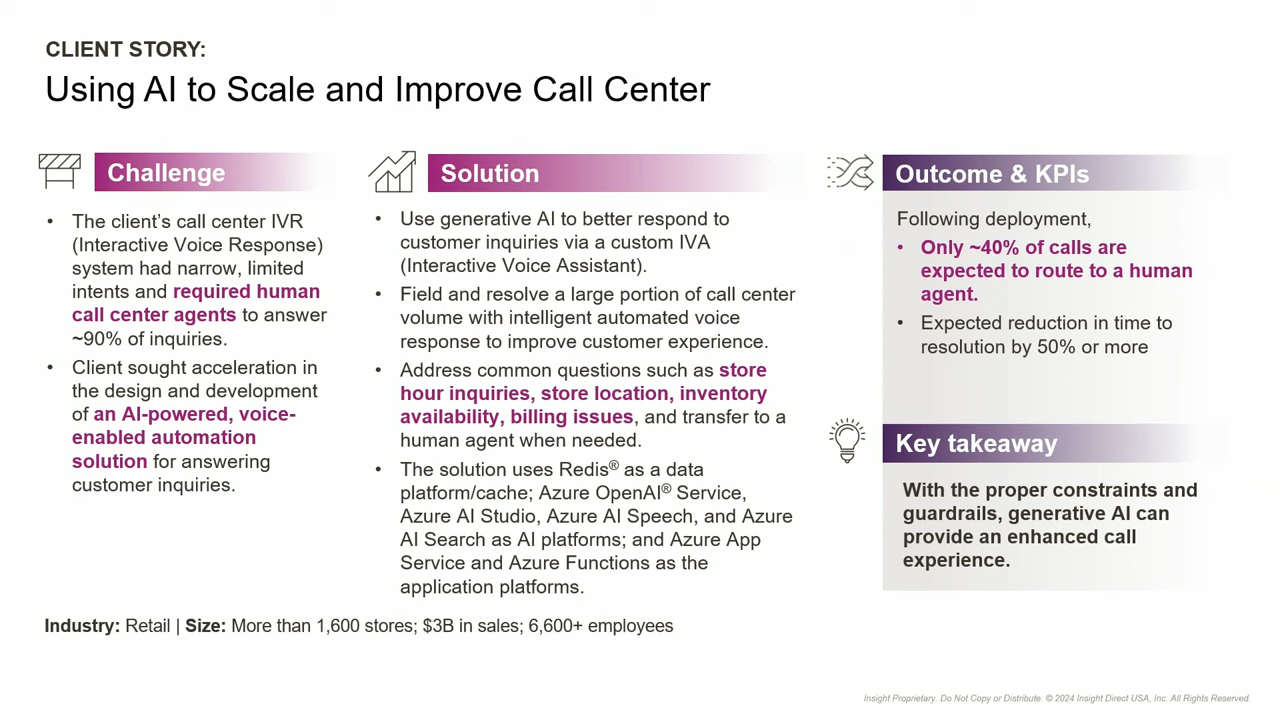 CLIENT STORY:
Using AI to Scale and Improve Call Center
Challenge
• The client’s call center IVR
(Interactive Voice Response)
system had narrow, limited
intents and required human
call center agents to answer
~90% of inquiries.
• Client sought acceleration in
the design and development
of an AI-powered, voice-
enabled automation
solution for answering
customer inquiries.
Solution
• Use generative AI to better respond to
customer inquiries via a custom IVA
(Interactive Voice Assistant).
• Field and resolve a large portion of call center
volume with intelligent automated voice
response to improve customer experience.
• Address common questions such as store
hour inquiries, store location, inventory
availability, billing issues, and transfer to a
human agent when needed.
• The solution uses Redis® as a data
platform/cache; Azure OpenAI® Service,
Azure AI Studio, Azure AI Speech, and Azure
AI Search as AI platforms; and Azure App
Service and Azure Functions as the
application platforms.
Outcome & KPIs
Following deployment,
• Only ~40% of calls are
expected to route to a human
agent.
• Expected reduction in time to
resolution by 50% or more
Key takeaway
With the proper constraints and
guardrails, generative AI can
provide an enhanced call
experience.
Industry: Retail | Size: More than 1,600 stores; $3B in sales; 6,600+ employees
Insight Proprietary. Do Not Copy or Distribute. © 2024 Insight Direct USA, Inc. All Rights Reserved.